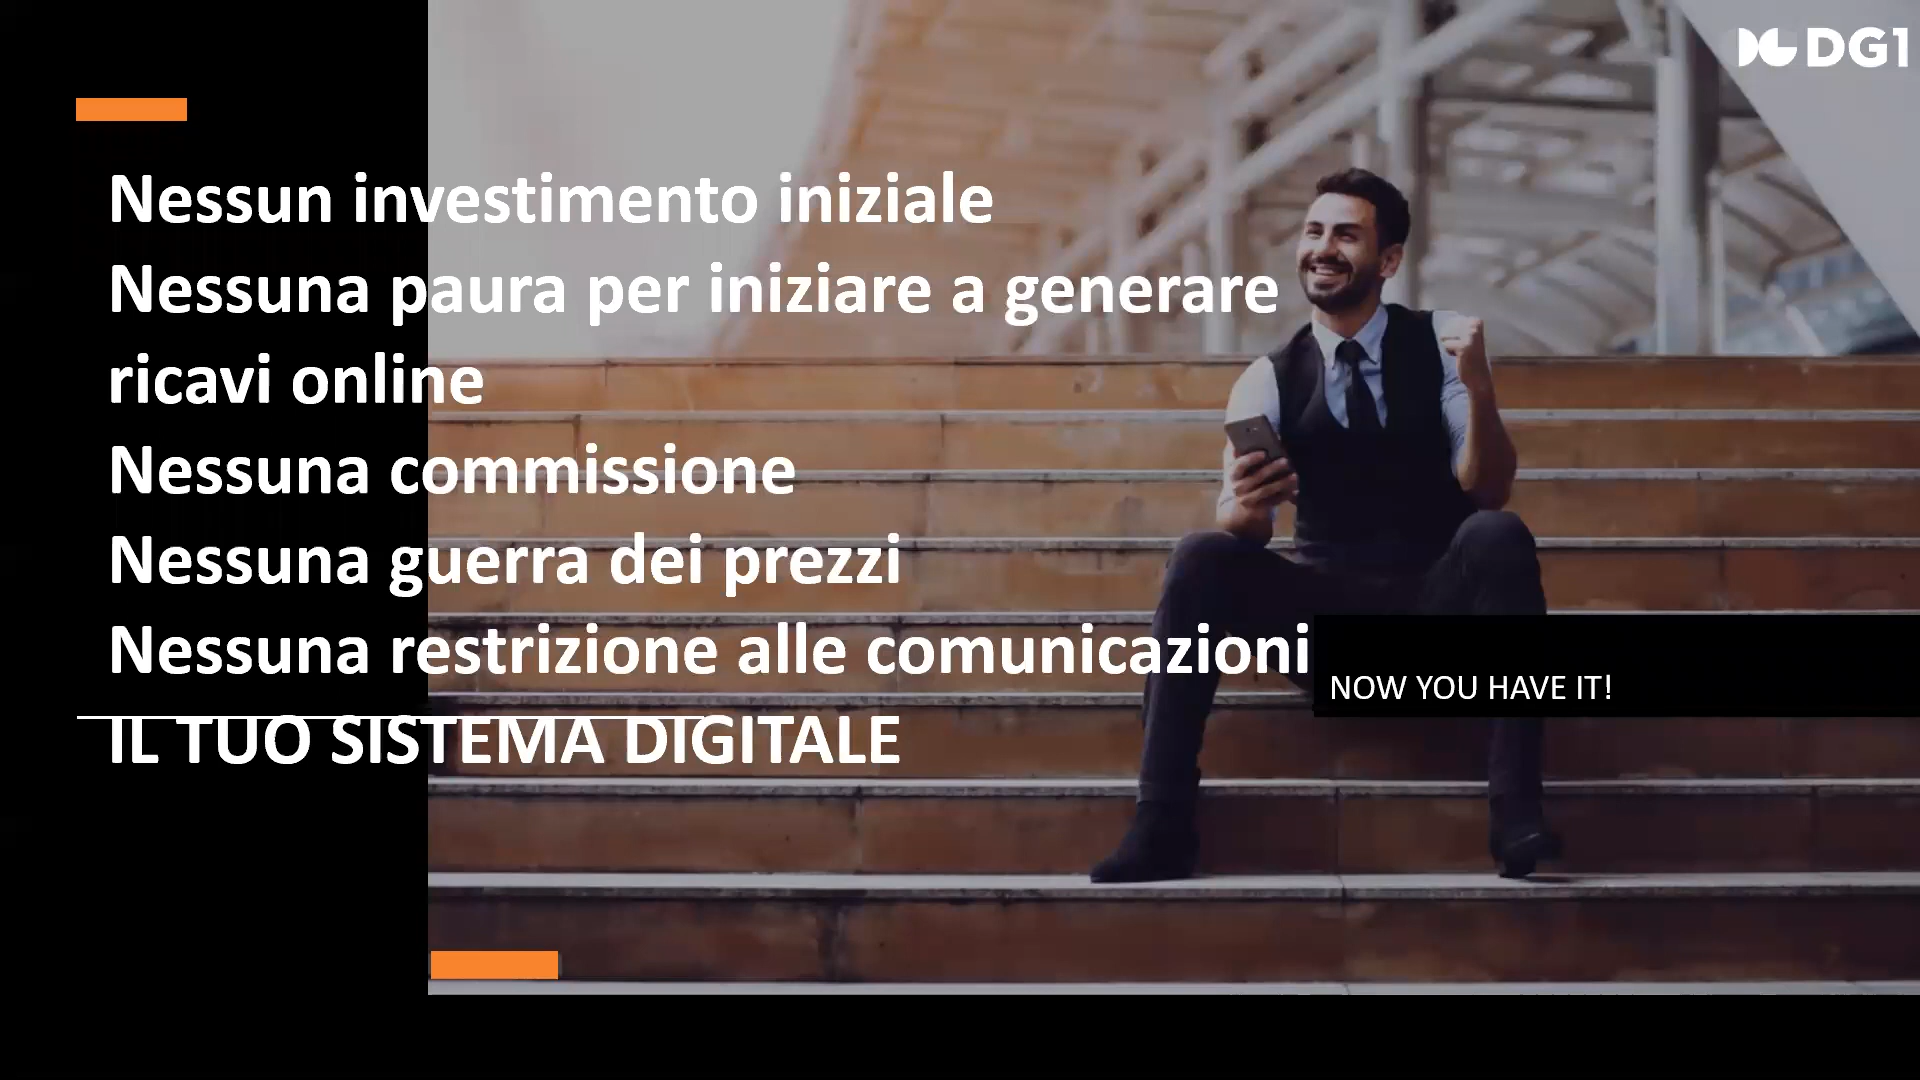 DG1
Nessun investimento iniziale
Nessuna paura per iniziare a generare
ricavi online
Nessuna commissione
Nessuna guerra dei prezzi
Nessuna restrizione alle comunicazioni
NOW YOU HAVE IT!
IL TUO SISTEMA DIGITALE